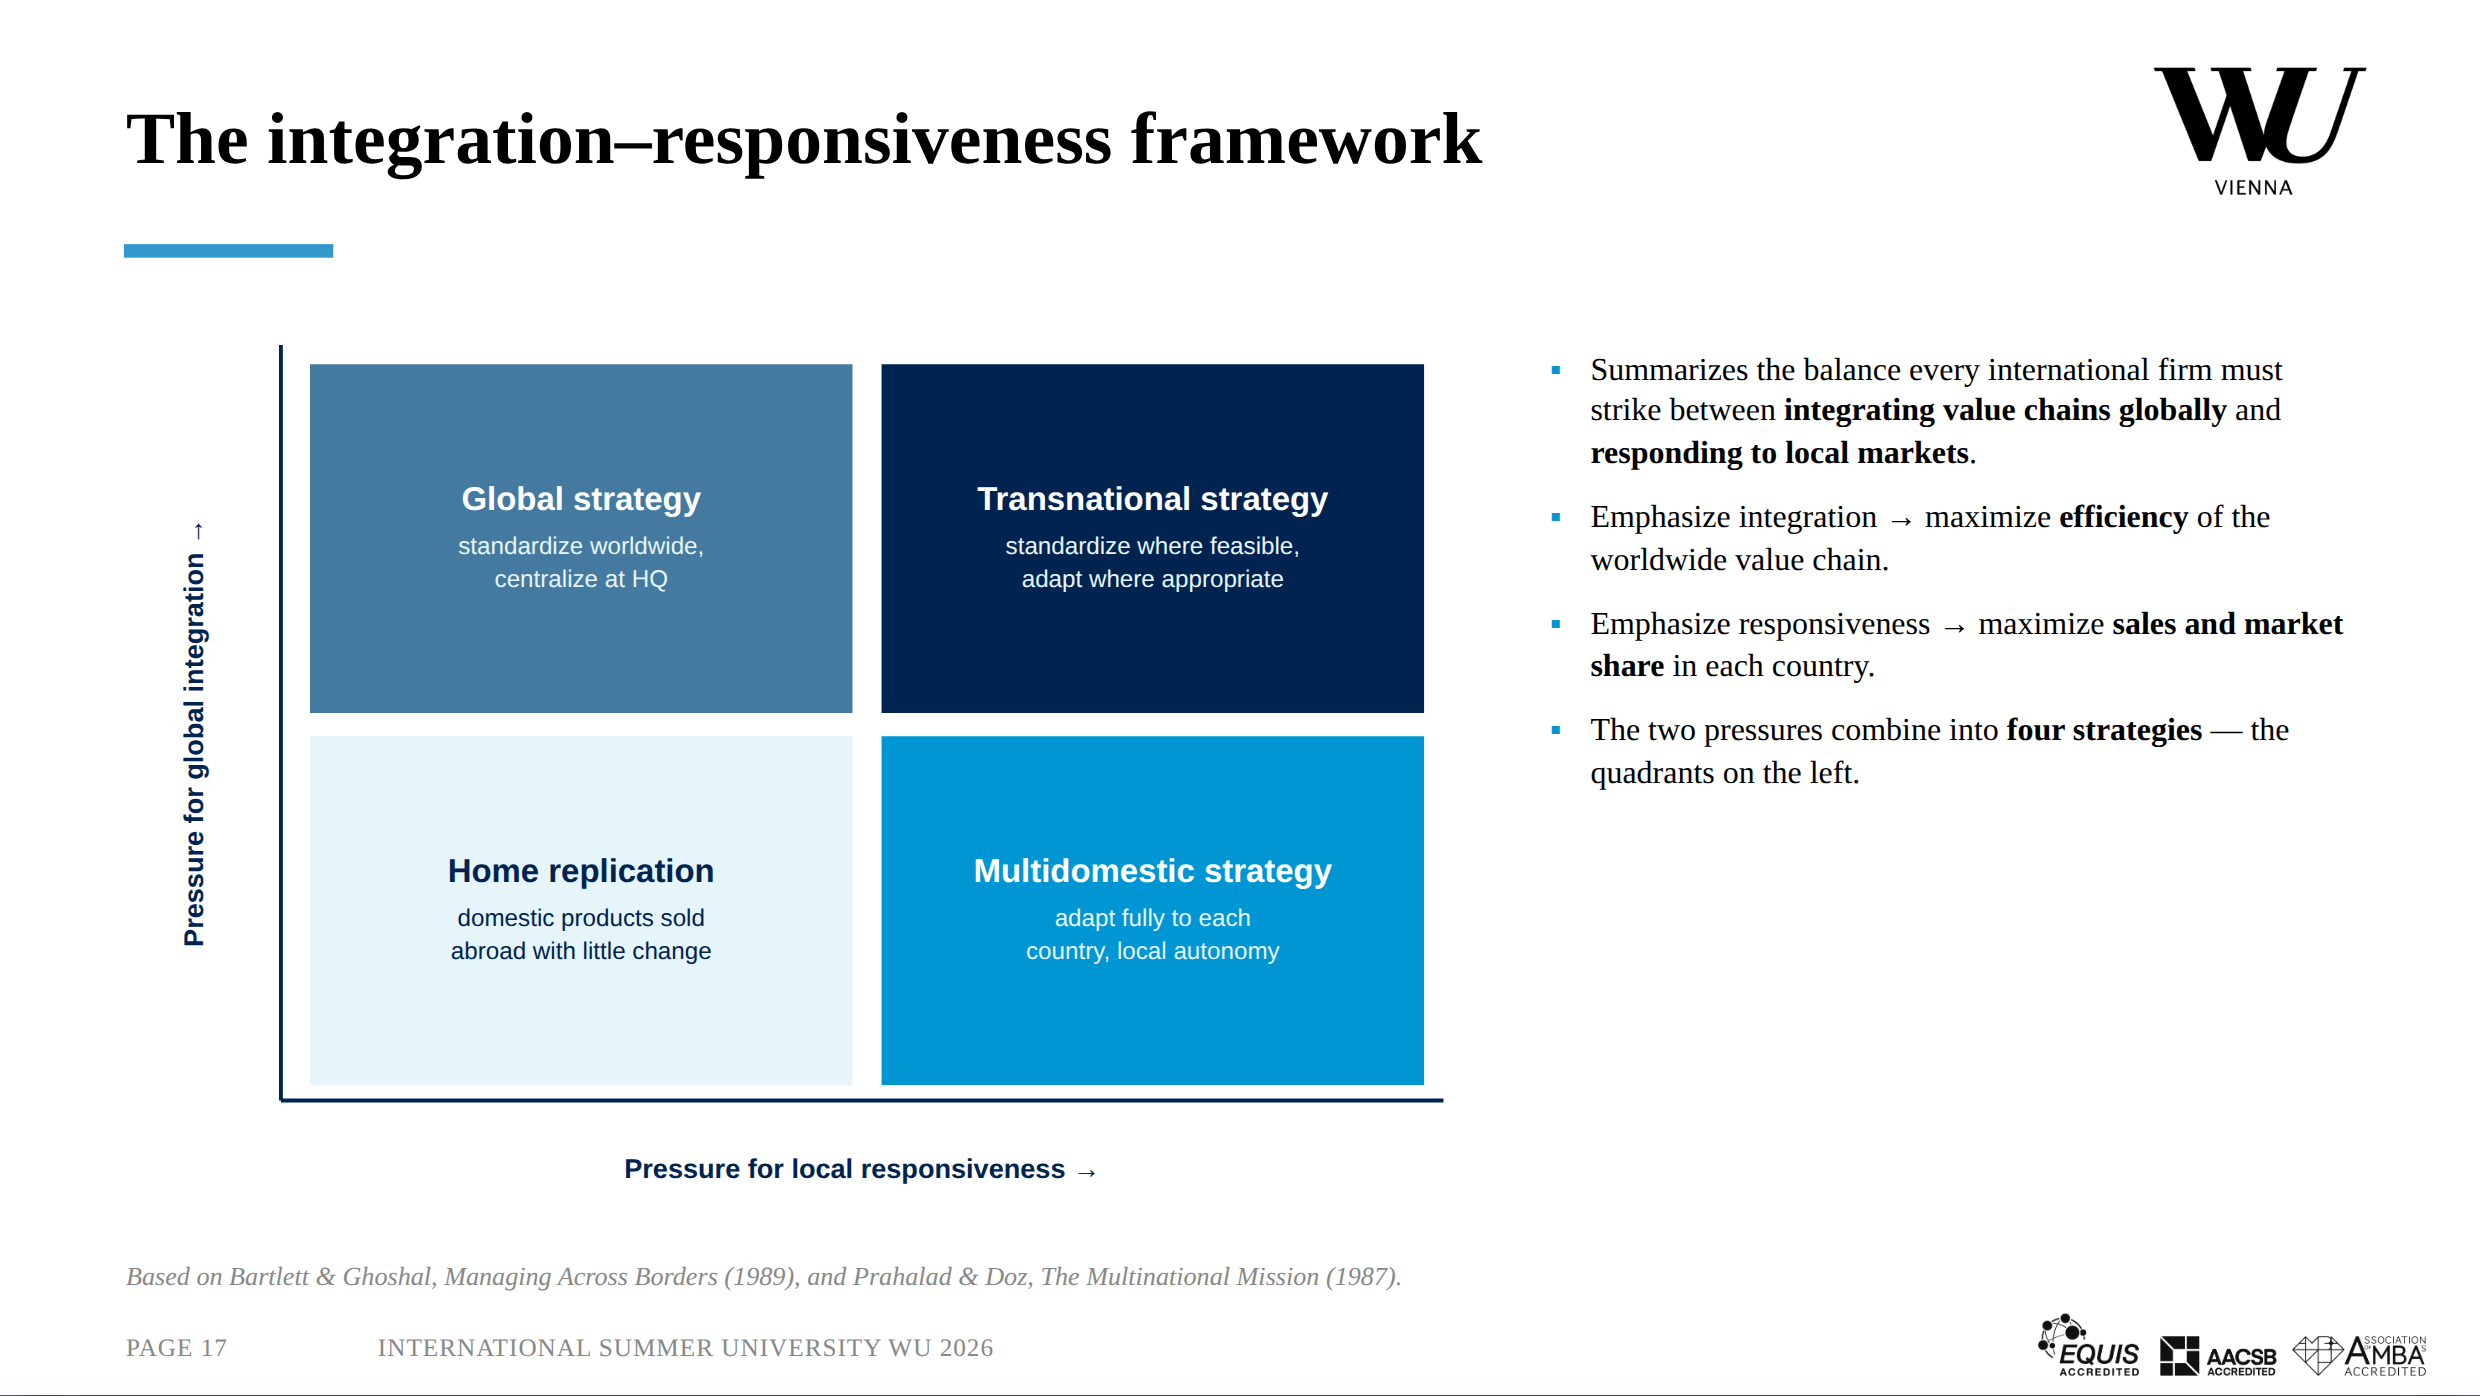 The integration–responsiveness framework
WU
VIENNA
Pressure for global integration →
Global strategy
standardize worldwide,
centralize at HQ
Transnational strategy
standardize where feasible,
adapt where appropriate
Home replication
domestic products sold
abroad with little change
Multidomestic strategy
adapt fully to each
country, local autonomy
Pressure for local responsiveness →
▪ Summarizes the balance every international firm must
strike between integrating value chains globally and
responding to local markets.
▪ Emphasize integration → maximize efficiency of the
worldwide value chain.
▪ Emphasize responsiveness → maximize sales and market
share in each country.
▪ The two pressures combine into four strategies — the
quadrants on the left.
Based on Bartlett & Ghoshal, Managing Across Borders (1989), and Prahalad & Doz, The Multinational Mission (1987).
PAGE 17
INTERNATIONAL SUMMER UNIVERSITY WU 2026
EQUIS
ACCREDITED
AACSB
ACCREDITED
ASSOCIATION
OF MBAS
ACCREDITED